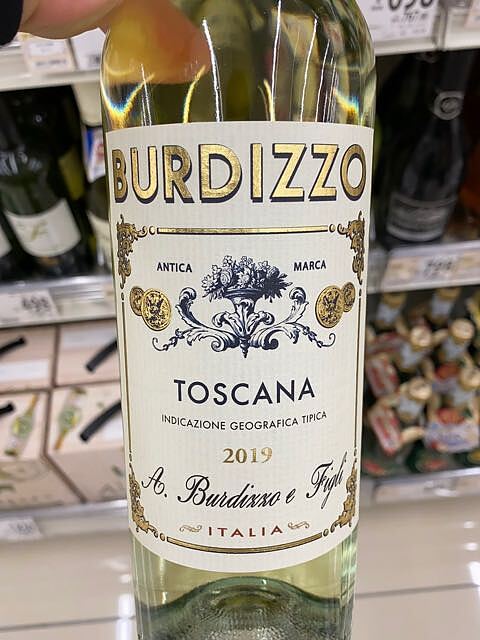 BURDIZZO
ANTICA MARCA
TOSCANA
INDICAZIONE GEOGRAFICA TIPICA
2019
A. Burdizzo e Figli
ITALIA